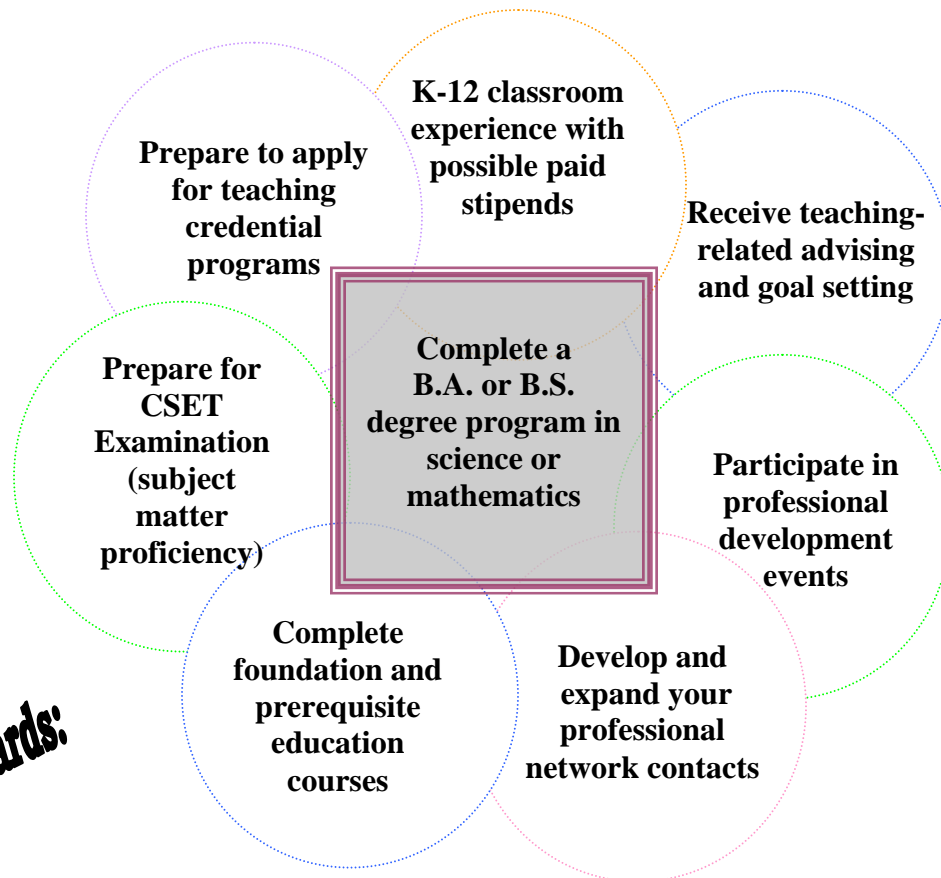 K-12 classroom
experience with
possible paid
stipends
Prepare to apply
for teaching
credential
programs
Receive teaching-
related advising
and goal setting
Complete a
B.A. or B.S.
degree program in
science or
mathematics
Prepare for
CSET
Examination
(subject
matter
proficiency)
Participate in
professional
development
events
Complete
foundation and
prerequisite
education
courses
Develop and
expand your
professional
network contacts